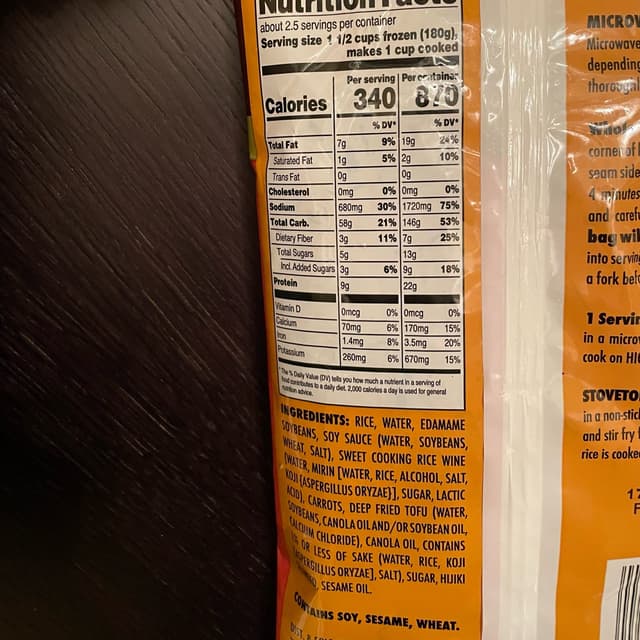 Nutrition Facts
about 2.5 servings per container
Serving size 1 1/2 cups frozen (180g),
makes 1 cup cooked
Per serving Per container
Calories 340 870
% DV* % DV*
Total Fat 7g 9% 19g 24%
Saturated Fat 1g 5% 2g 10%
Trans Fat 0g 0g
Cholesterol 0mg 0% 0mg 0%
Sodium 680mg 30% 1720mg 75%
Total Carb. 58g 21% 146g 53%
Dietary Fiber 3g 11% 7g 25%
Total Sugars 5g 13g
Incl. Added Sugars 3g 6% 9g 18%
Protein 9g 22g
Vitamin D 0mcg 0% 0mcg 0%
Calcium 70mg 6% 170mg 15%
Iron 1.4mg 8% 3.5mg 20%
Potassium 260mg 6% 670mg 15%
*The % Daily Value (DV) tells you how much a nutrient in a serving of
food contributes to a daily diet. 2,000 calories a day is used for general
nutrition advice.
INGREDIENTS: RICE, WATER, EDAMAME
SOYBEANS, SOY SAUCE (WATER, SOYBEANS,
WHEAT, SALT), SWEET COOKING RICE WINE
(WATER, MIRIN [WATER, RICE, ALCOHOL, SALT,
KOJI (ASPERGILLUS ORYZAE)], SUGAR, LACTIC
ACID), CARROTS, DEEP FRIED TOFU (WATER,
SOYBEANS, CANOLA OIL AND/OR SOYBEAN OIL,
CALCIUM CHLORIDE), CANOLA OIL, CONTAINS
OR LESS OF SAKE (WATER, RICE, KOJI
[ASPERGILLUS ORYZAE], SALT), SUGAR, HIJIKI
SESAME OIL.
CONTAINS SOY, SESAME, WHEAT.
DIST. &
MICROW
Microwave
depending
thorough
Whole
corner of
seam side
4 minutes
and carefu
bag will
into serving
a fork bef
1 Servin
in a micro
cook on HI
STOVETO
in a non-stic
and stir fry
rice is cooke
17
F